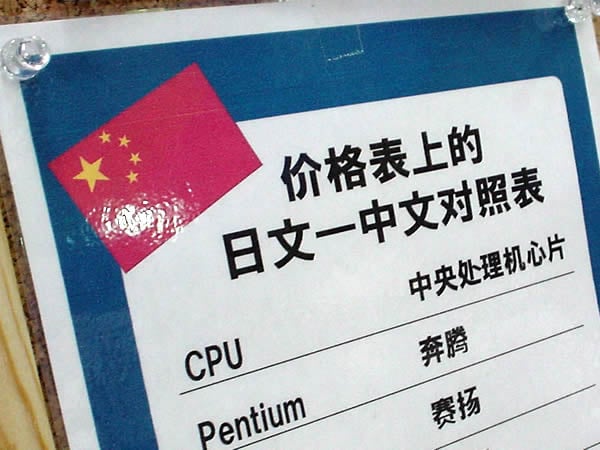 价格表上的
日文一中文对照表
CPU 中央处理机心片
Pentium 奔腾
赛扬